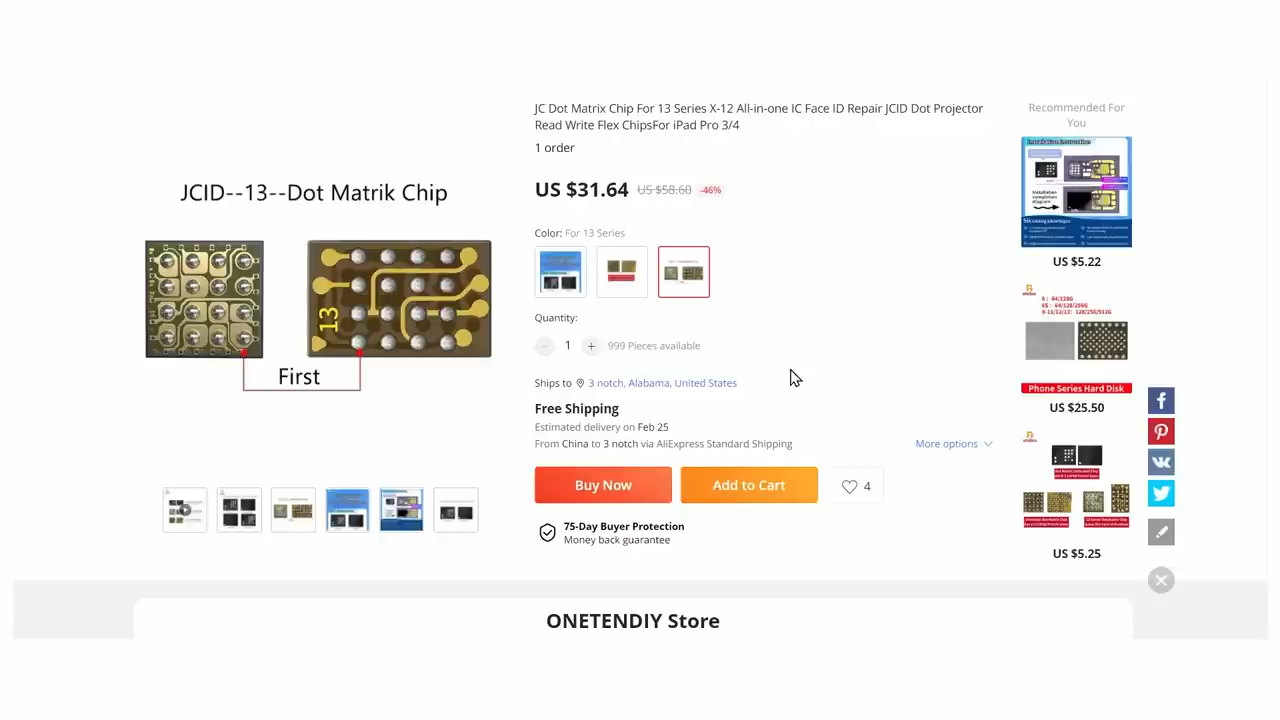 JC Dot Matrix Chip For 13 Series X-12 All-in-one IC Face ID Repair JCID Dot Projector
Read Write Flex ChipsFor iPad Pro 3/4
1 order
US $31.64 US $58.60 -46%
JCID--13--Dot Matrik Chip
13
First
Color: For 13 Series
Quantity:
1
999 Pieces available
Ships to 3 notch, Alabama, United States
Free Shipping
Estimated delivery on Feb 25
From China to 3 notch via AliExpress Standard Shipping
More options
Buy Now
Add to Cart
4
75-Day Buyer Protection
Money back guarantee
Recommended For
You
Installation instruction
US $5.22
6: 64/128G
Phone Series Hard Disk
US $25.50
US $5.25
ONETENDIY Store